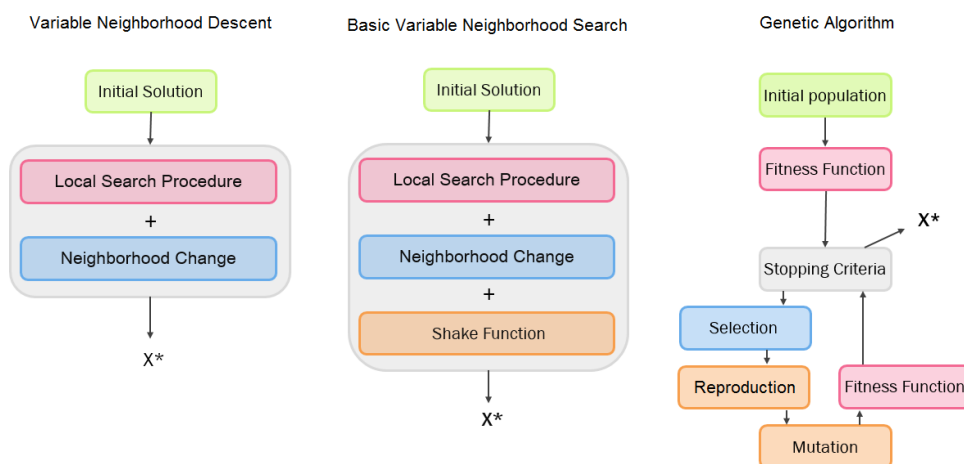 Variable Neighborhood Descent
Initial Solution
Local Search Procedure
+
Neighborhood Change
X*
Basic Variable Neighborhood Search
Initial Solution
Local Search Procedure
+
Neighborhood Change
+
Shake Function
X*
Genetic Algorithm
Initial population
Fitness Function
X*
Stopping Criteria
Selection
Reproduction
Mutation
Fitness Function